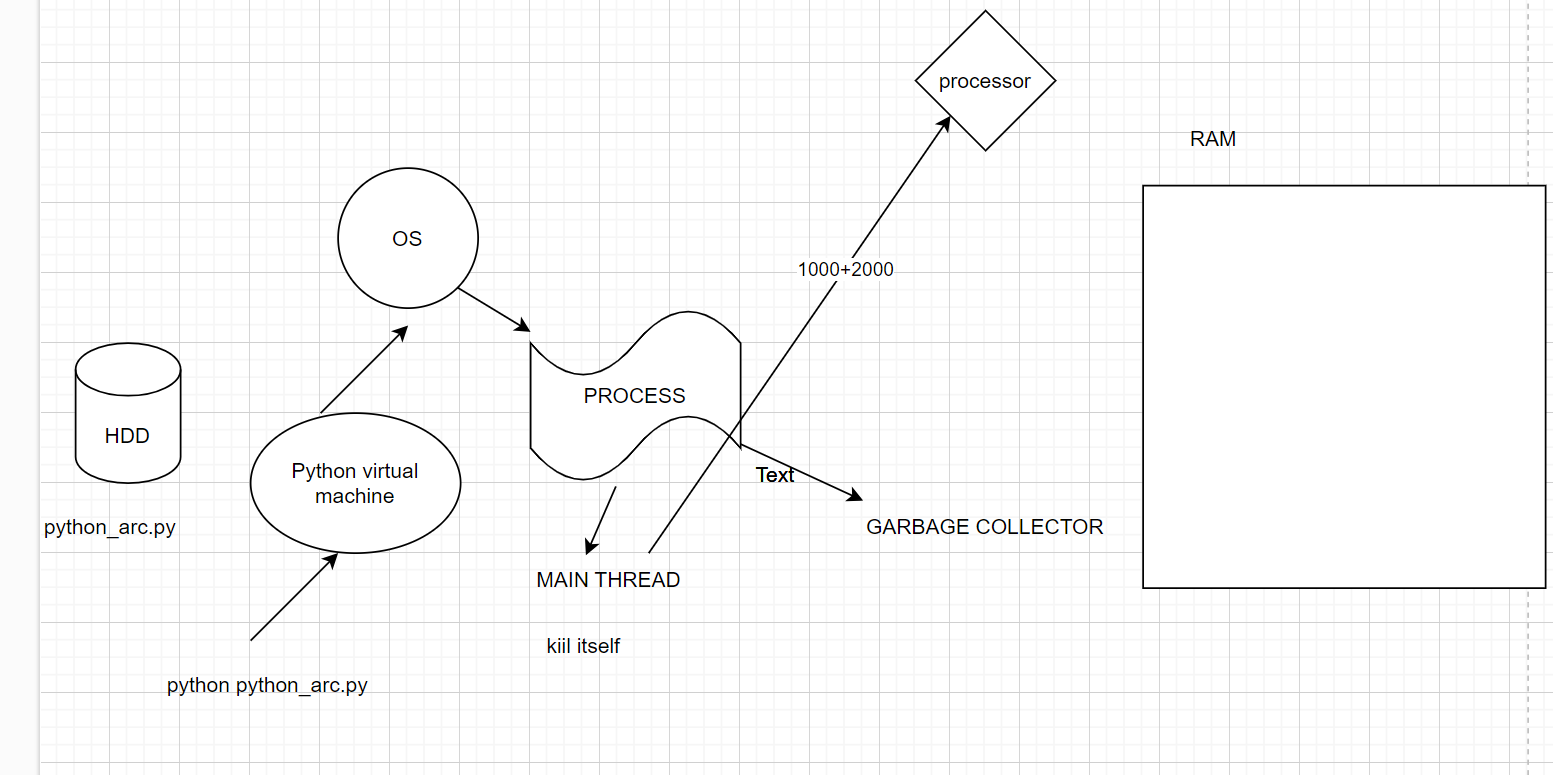 processor
RAM
OS
1000+2000
PROCESS
HDD
Python virtual
machine
Text
python_arc.py
GARBAGE COLLECTOR
MAIN THREAD
kiil itself
python python_arc.py